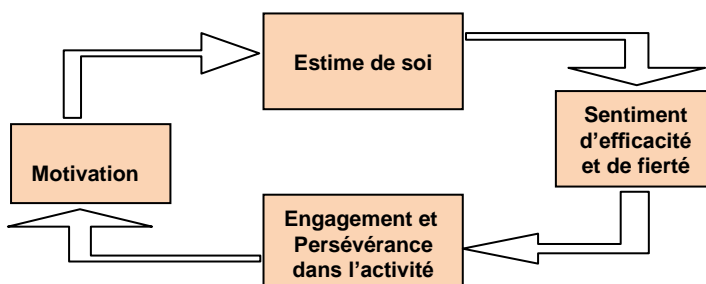 Estime de soi
Sentiment
d’efficacité
et de fierté
Engagement et
Persévérance
dans l’activité
Motivation